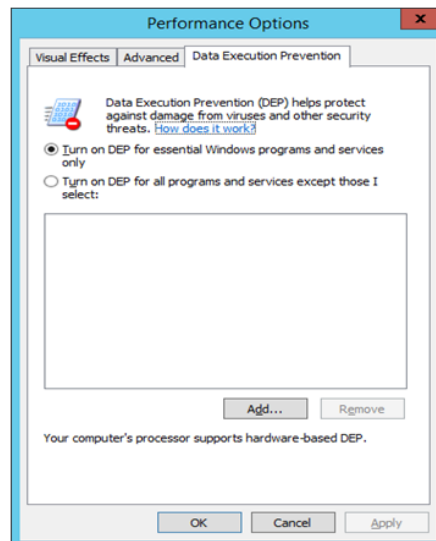 Performance Options
x
Visual Effects Advanced Data Execution Prevention
Data Execution Prevention (DEP) helps protect
against damage from viruses and other security
threats. How does it work?
Turn on DEP for essential Windows programs and services
only
Turn on DEP for all programs and services except those I
select:
Add... Remove
Your computer's processor supports hardware-based DEP.
OK Cancel Apply